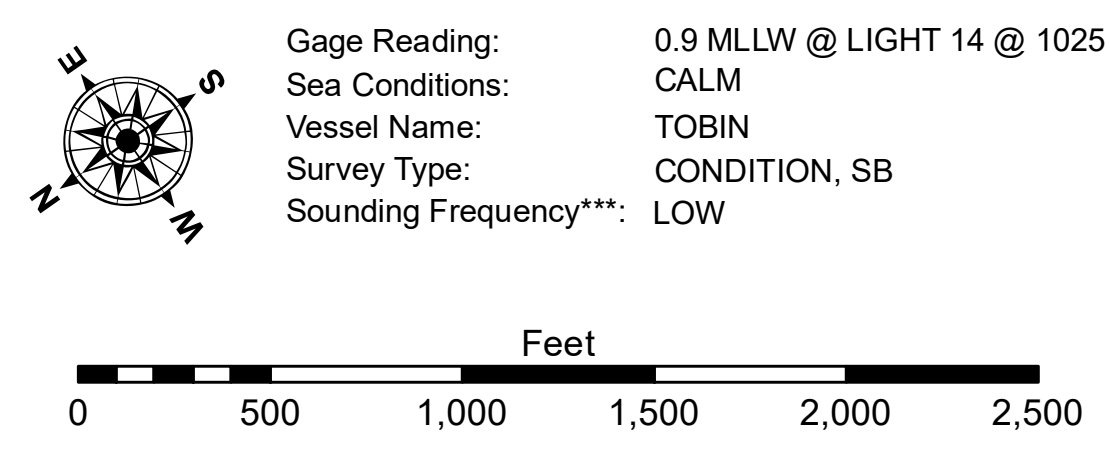 E
S
N
W
Gage Reading: 0.9 MLLW @ LIGHT 14 @ 1025
Sea Conditions: CALM
Vessel Name: TOBIN
Survey Type: CONDITION, SB
Sounding Frequency***: LOW
Feet
0 500 1,000 1,500 2,000 2,500